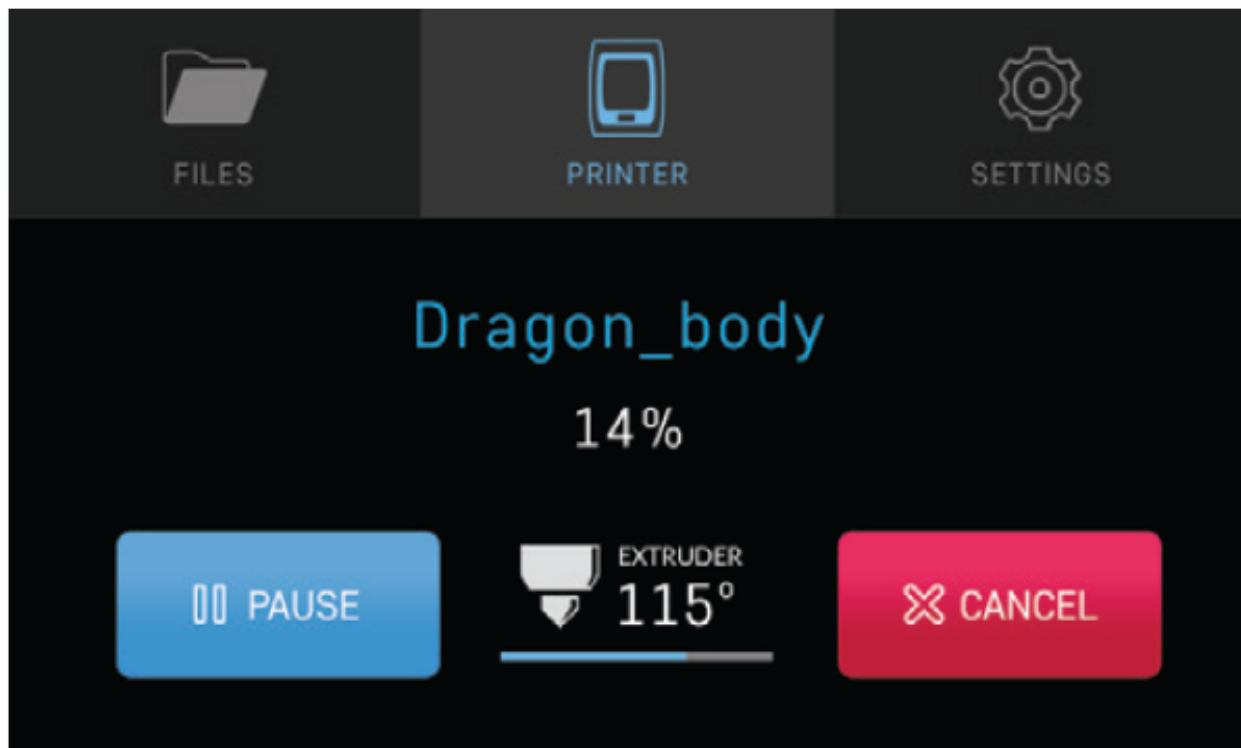 FILES
PRINTER
SETTINGS
Dragon_body
14%
PAUSE
EXTRUDER
115°
CANCEL